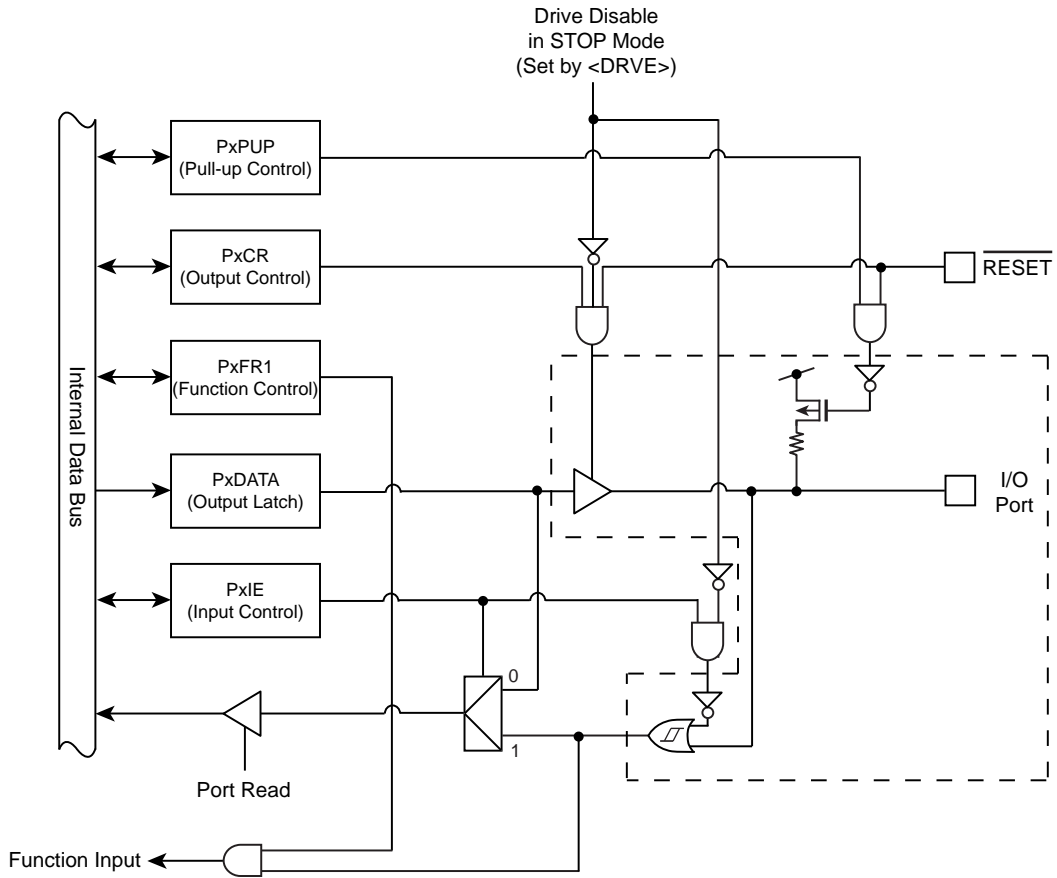 Drive Disable
in STOP Mode
(Set by <DRVE>)
PxPUP
(Pull-up Control)
PxCR
(Output Control)
RESET
PxFR1
(Function Control)
Internal Data Bus
PxDATA
(Output Latch)
I/O
Port
PxIE
(Input Control)
0
1
Port Read
Function Input